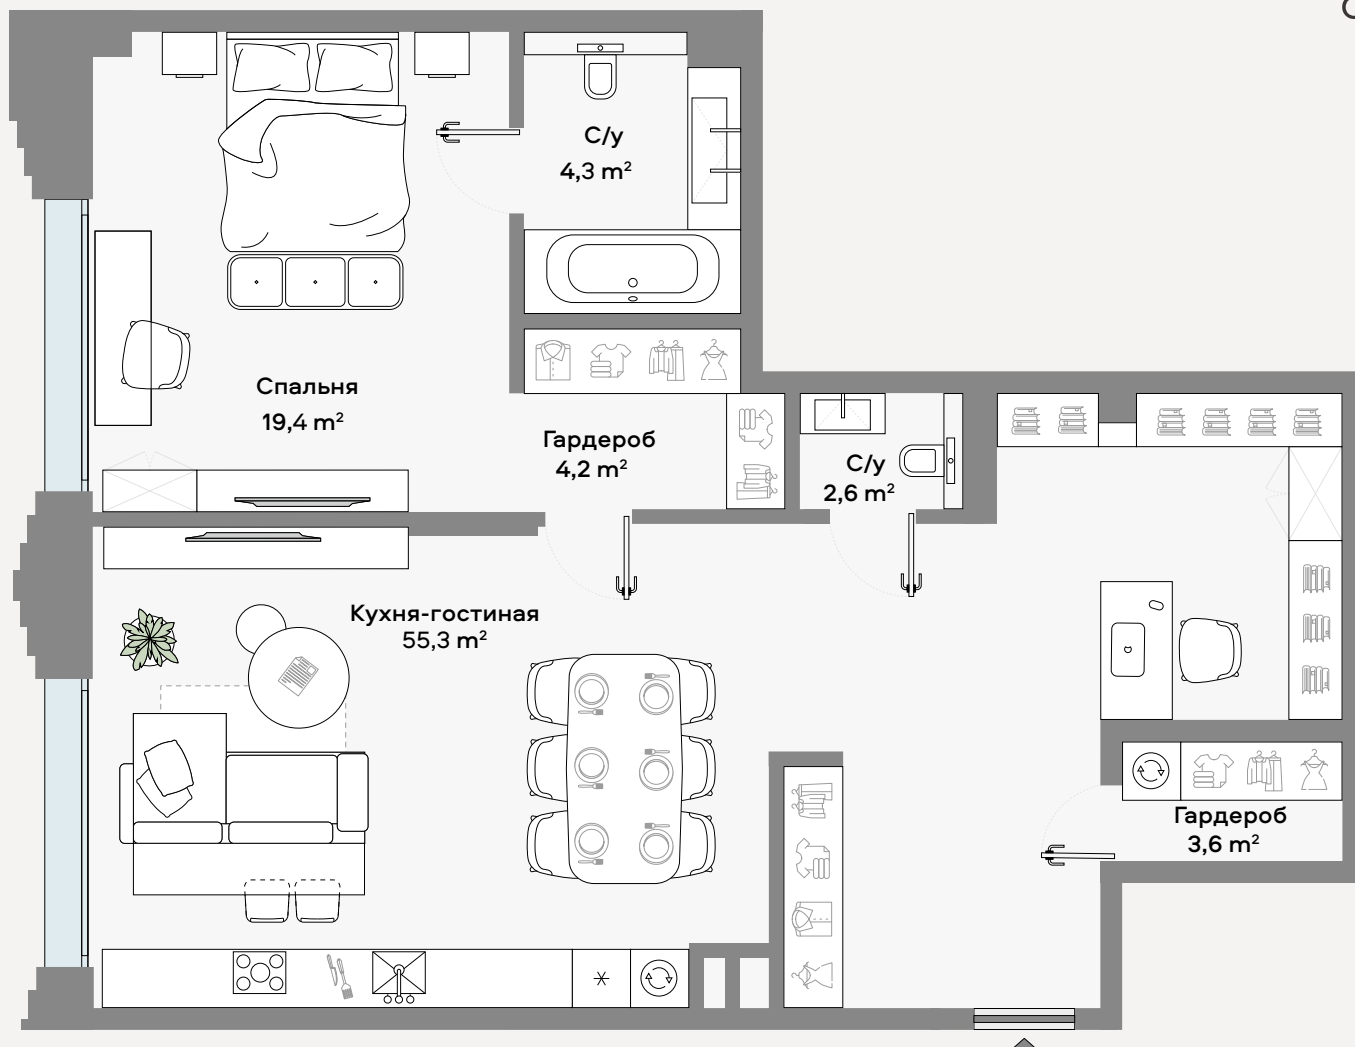 С/у
4,3 m²
Спальня
19,4 m²
Гардероб
4,2 m²
С/у
2,6 m²
Кухня-гостиная
55,3 m²
Гардероб
3,6 m²